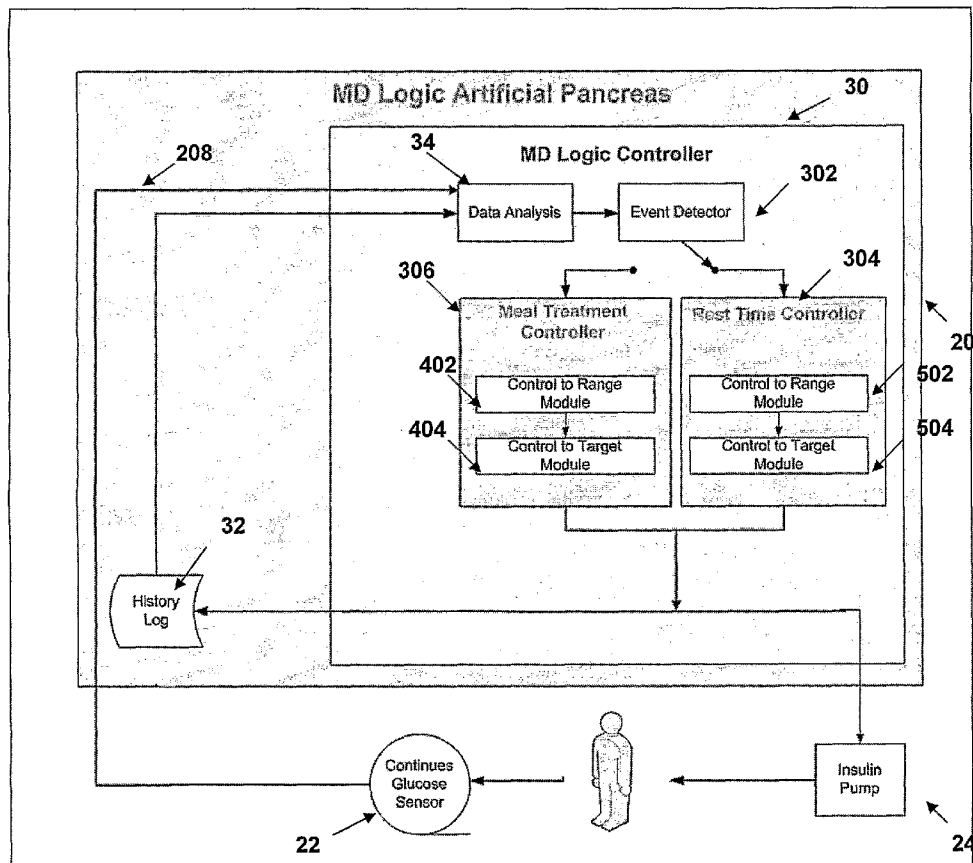 MD Logic Artificial Pancreas
30
208
34
MD Logic Controller
302
Data Analysis
Event Detector
306
304
Meal Treatment
Controller
Rest Time Controller
20
402
Control to Range
Module
Control to Range
Module
502
404
Control to Target
Module
Control to Target
Module
504
32
History
Log
Continues
Glucose
Sensor
22
Insulin
Pump
24